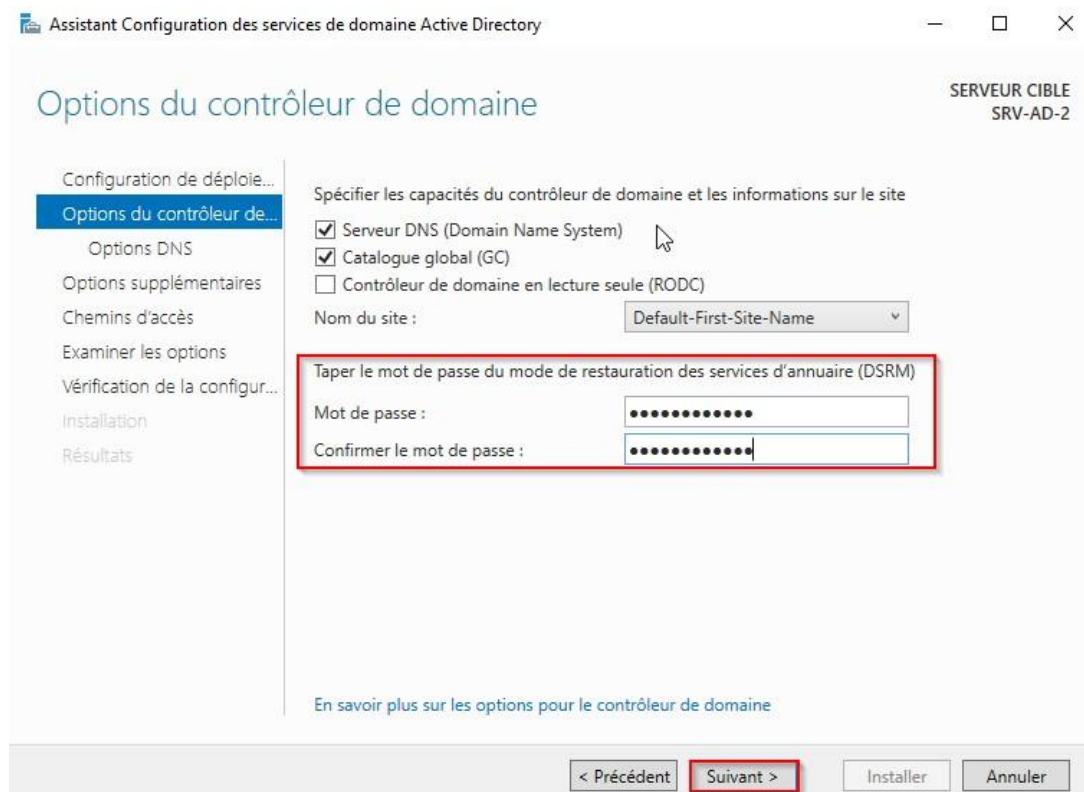 Assistant Configuration des services de domaine Active Directory
Options du contrôleur de domaine
SERVEUR CIBLE
SRV-AD-2
Configuration de déploie...
Options du contrôleur de...
Options DNS
Options supplémentaires
Chemins d'accès
Examiner les options
Vérification de la configur...
Installation
Résultats
Spécifier les capacités du contrôleur de domaine et les informations sur le site
Serveur DNS (Domain Name System)
Catalogue global (GC)
Contrôleur de domaine en lecture seule (RODC)
Nom du site : Default-First-Site-Name
Taper le mot de passe du mode de restauration des services d'annuaire (DSRM)
Mot de passe : ●●●●●●●●●●●●
Confirmer le mot de passe : ●●●●●●●●●●●●
En savoir plus sur les options pour le contrôleur de domaine
< Précédent Suivant > Installer Annuler